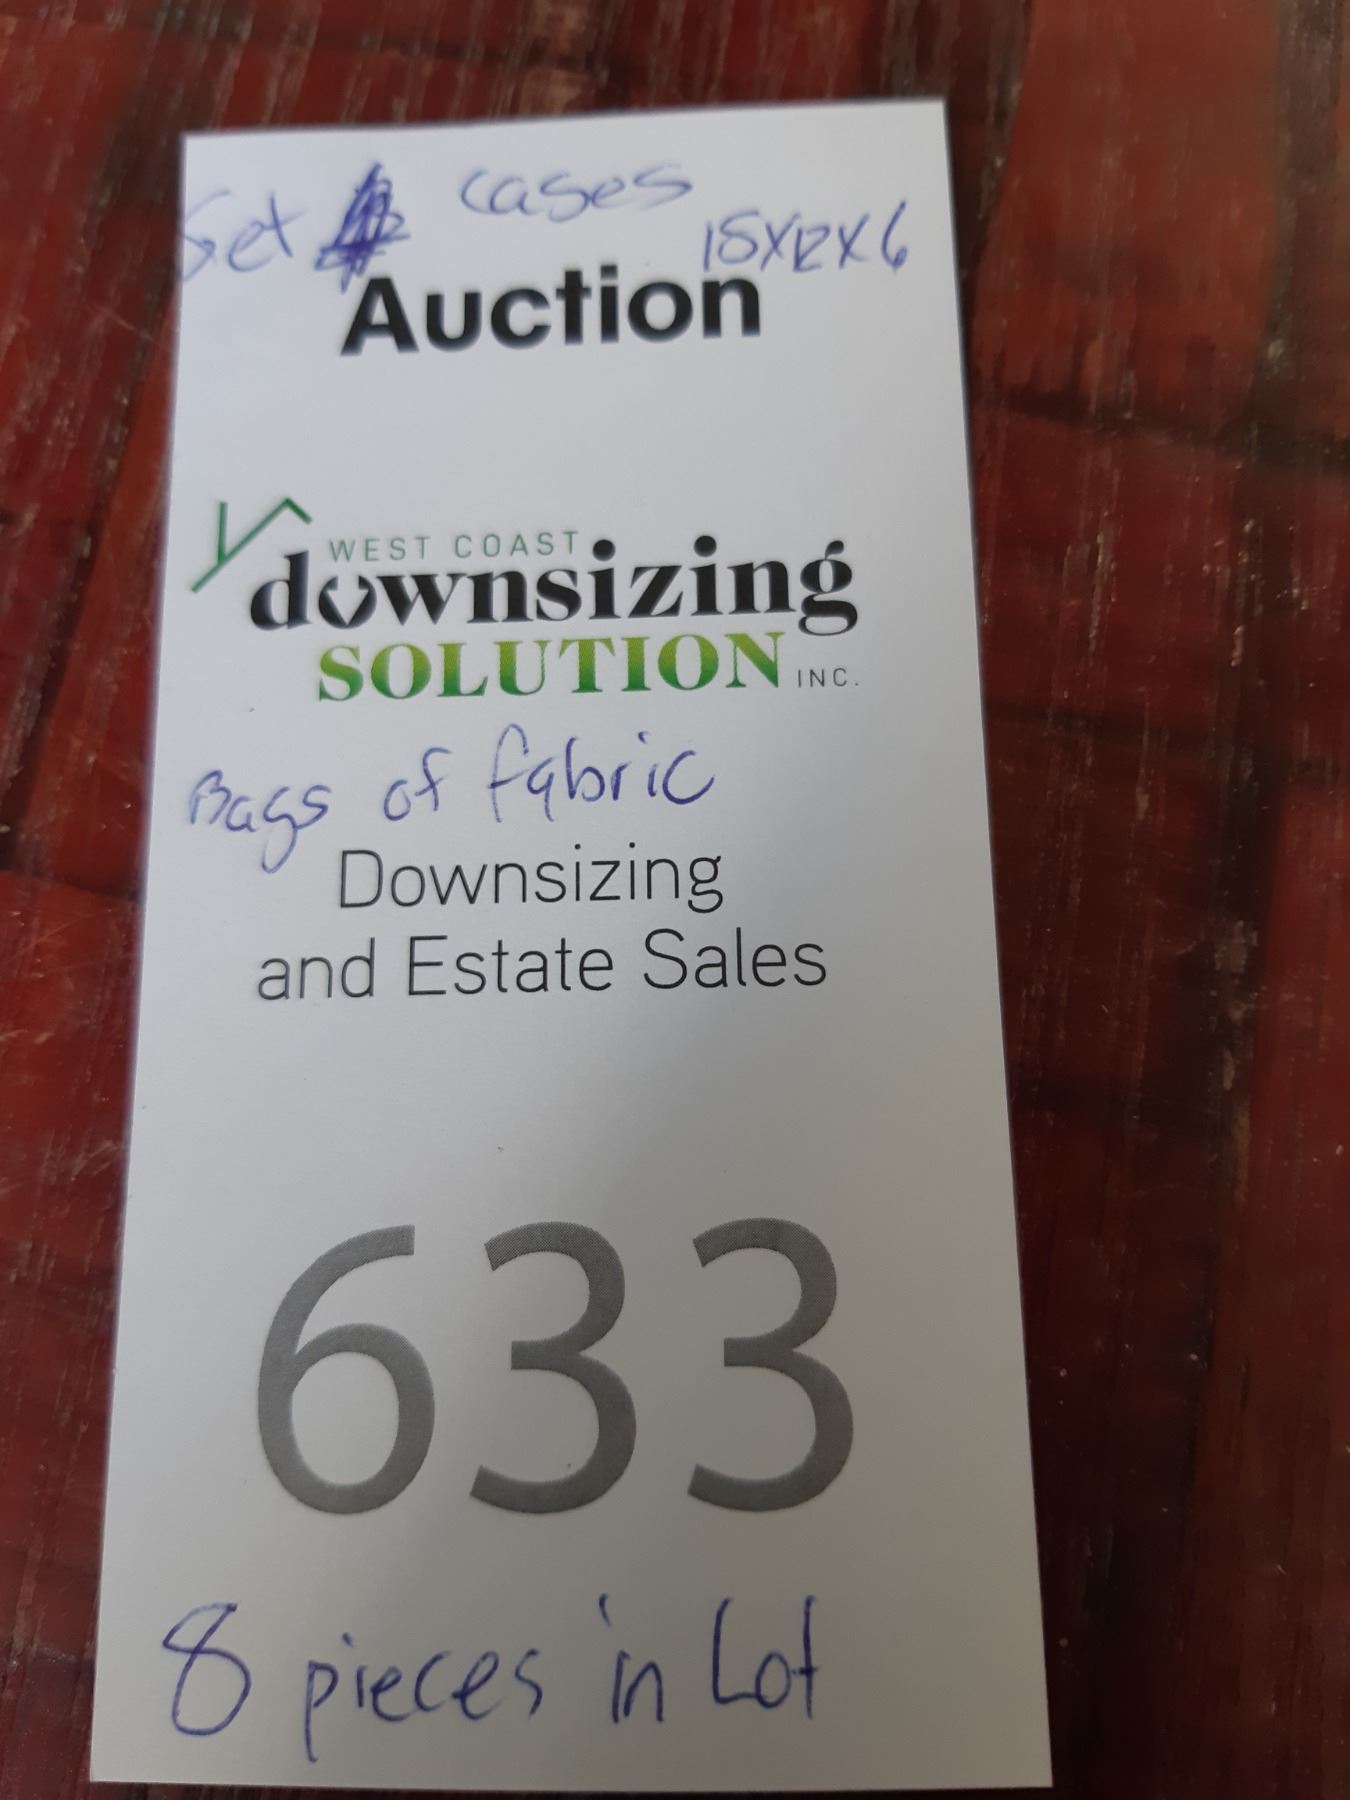 Set cases
18x12x6
Auction
WEST COAST
downsizing
SOLUTION INC.
Bags of fabric
Downsizing
and Estate Sales
633
8 pieces in Lot